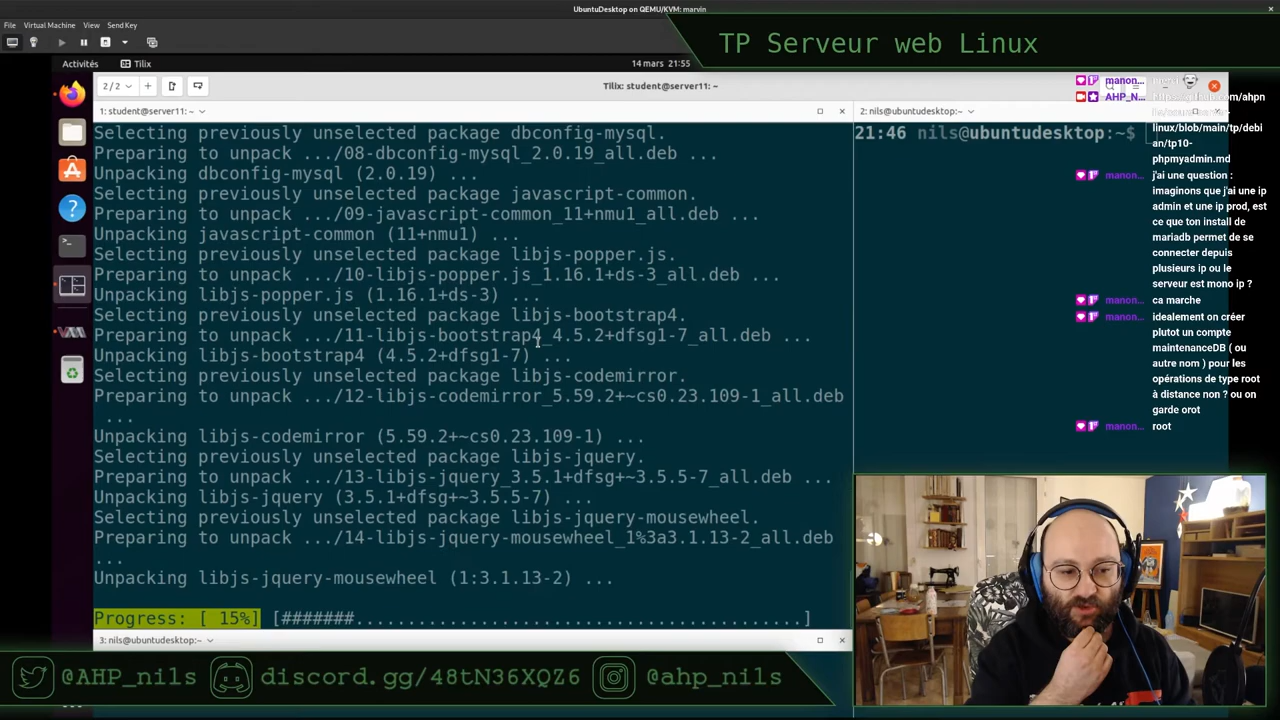 UbuntuDesktop on QEMU/KVM: marvin
File Virtual Machine View Send Key
TP Serveur web Linux
Activités Tilix 14 mars 21:55
2/2 Tilix: student@server11: ~
1: student@server11: ~
Selecting previously unselected package dbconfig-mysql.
Preparing to unpack .../08-dbconfig-mysql_2.0.19_all.deb ...
Unpacking dbconfig-mysql (2.0.19) ...
Selecting previously unselected package javascript-common.
Preparing to unpack .../09-javascript-common_11+nmu1_all.deb ...
Unpacking javascript-common (11+nmu1) ...
Selecting previously unselected package libjs-popper.js.
Preparing to unpack .../10-libjs-popper.js_1.16.1+ds-3_all.deb ...
Unpacking libjs-popper.js (1.16.1+ds-3) ...
Selecting previously unselected package libjs-bootstrap4.
Preparing to unpack .../11-libjs-bootstrap4_4.5.2+dfsg1-7_all.deb ...
Unpacking libjs-bootstrap4 (4.5.2+dfsg1-7) ...
Selecting previously unselected package libjs-codemirror.
Preparing to unpack .../12-libjs-codemirror_5.59.2+~cs0.23.109-1_all.deb
...
Unpacking libjs-codemirror (5.59.2+~cs0.23.109-1) ...
Selecting previously unselected package libjs-jquery.
Preparing to unpack .../13-libjs-jquery_3.5.1+dfsg+~3.5.5-7_all.deb ...
Unpacking libjs-jquery (3.5.1+dfsg+~3.5.5-7) ...
Selecting previously unselected package libjs-jquery-mousewheel.
Preparing to unpack .../14-libjs-jquery-mousewheel_1%3a3.1.13-2_all.deb
...
Unpacking libjs-jquery-mousewheel (1:3.1.13-2) ...
Progress: [ 15%] [#######...........................................]
3: nils@ubuntudesktop:~
2: nils@ubuntudesktop:~
21:46 nils@ubuntudesktop:~$
manon...
AHP_N...
linux/blob/main/tp/debi
an/tp10-
phpmyadmin.md
manon... j'ai une question :
imaginons que j'ai une ip
admin et une ip prod, est
ce que ton install de
mariadb permet de se
connecter depuis
plusieurs ip ou le
serveur est mono ip ?
manon... ca marche
manon... idealement on créer
plutot un compte
maintenanceDB ( ou
autre nom ) pour les
opérations de type root
à distance non ? ou on
garde orot
manon... root
@AHP_nils discord.gg/48tN36XQZ6 @ahp_nils